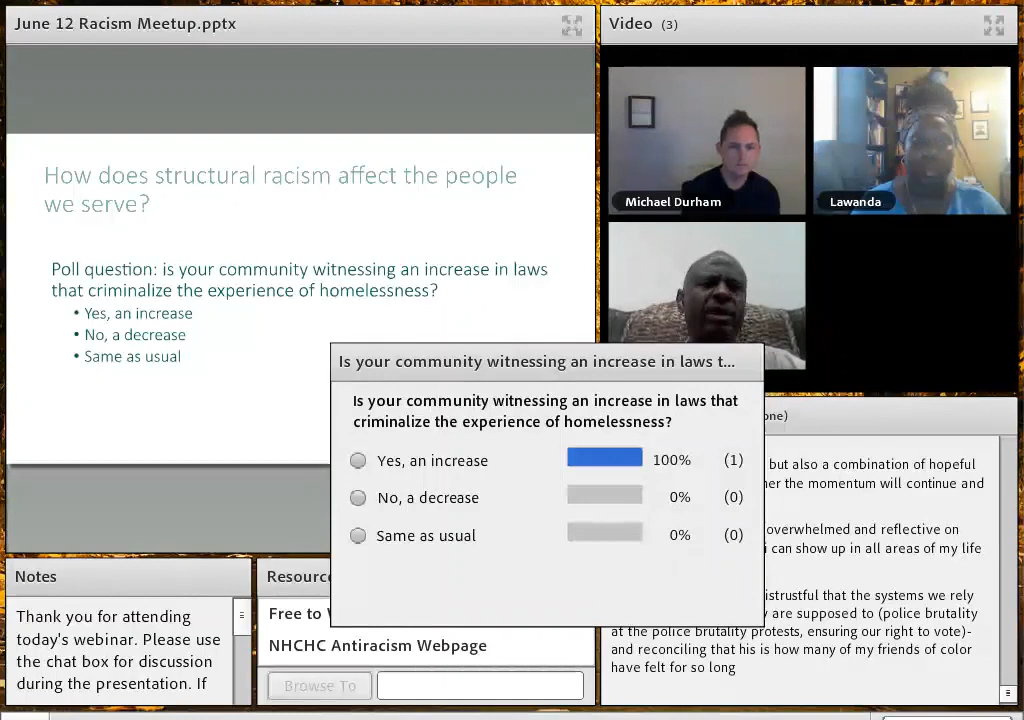 June 12 Racism Meetup.pptx
How does structural racism affect the people
we serve?
Poll question: is your community witnessing an increase in laws
that criminalize the experience of homelessness?
• Yes, an increase
• No, a decrease
• Same as usual
Video (3)
Michael Durham
Lawanda
Is your community witnessing an increase in laws t...
Is your community witnessing an increase in laws that
criminalize the experience of homelessness?
Yes, an increase 100% (1)
No, a decrease 0% (0)
Same as usual 0% (0)
but also a combination of hopeful
the momentum will continue and
overwhelmed and reflective on
i can show up in all areas of my life
that the systems we rely
are supposed to (police brutality
at the police brutality protests, ensuring our right to vote)-
and reconciling that his is how many of my friends of color
have felt for so long
Notes
Thank you for attending
today's webinar. Please use
the chat box for discussion
during the presentation. If
Free to
NHCHC Antiracism Webpage
Browse To